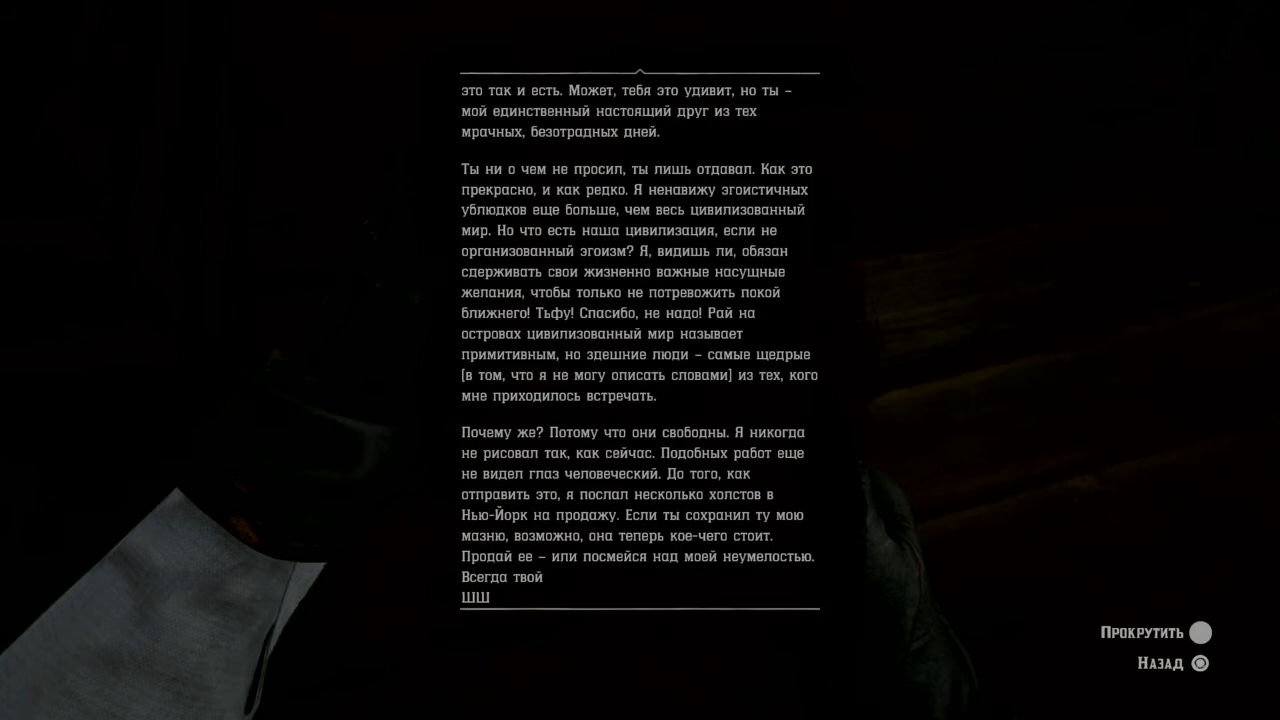 это так и есть. Может, тебя это удивит, но ты –
мой единственный настоящий друг из тех
мрачных, безотрадных дней.
Ты ни о чем не просил, ты лишь отдавал. Как это
прекрасно, и как редко. Я ненавижу эгоистичных
ублюдков еще больше, чем весь цивилизованный
мир. Но что есть наша цивилизация, если не
организованный эгоизм? Я, видишь ли, обязан
сдерживать свои жизненно важные насущные
желания, чтобы только не потревожить покой
ближнего! Тьфу! Спасибо, не надо! Рай на
островах цивилизованный мир называет
примитивным, но здешние люди – самые щедрые
(в том, что я не могу описать словами) из тех, кого
мне приходилось встречать.
Почему же? Потому что они свободны. Я никогда
не рисовал так, как сейчас. Подобных работ еще
не видел глаз человеческий. До того, как
отправить это, я послал несколько холстов в
Нью-Йорк на продажу. Если ты сохранил ту мою
мазню, возможно, она теперь кое-чего стоит.
Продай ее – или посмейся над моей неумелостью.
Всегда твой
ШШ
Прокрутить
Назад